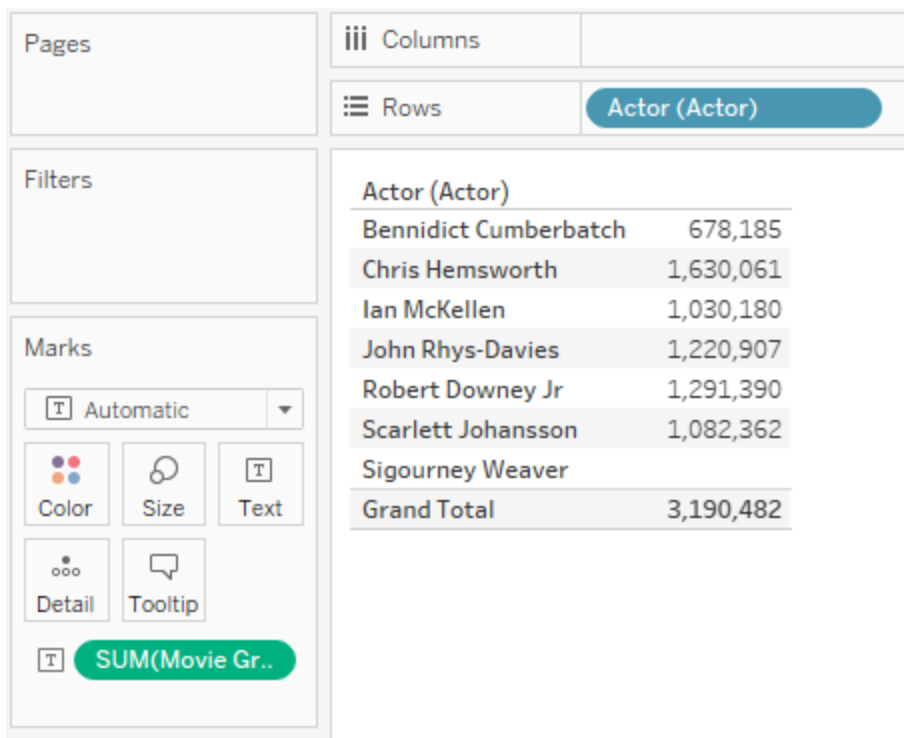 Pages
Columns
Rows
Actor (Actor)
Filters
Marks
T Automatic
Color
Size
T
Text
Detail
Tooltip
T SUM(Movie Gr..
Actor (Actor)
Bennidict Cumberbatch 678,185
Chris Hemsworth 1,630,061
Ian McKellen 1,030,180
John Rhys-Davies 1,220,907
Robert Downey Jr 1,291,390
Scarlett Johansson 1,082,362
Sigourney Weaver
Grand Total 3,190,482